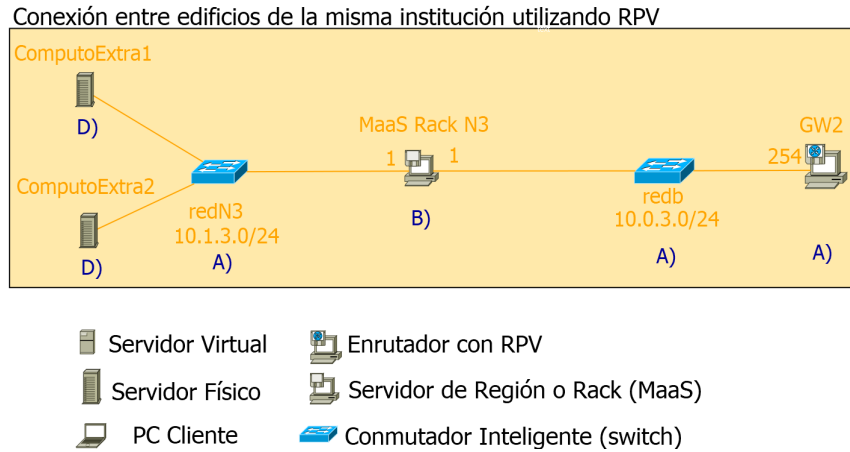 Conexión entre edificios de la misma institución utilizando RPV
ComputoExtra1
D)
MaaS Rack N3
GW2
1
1
254
ComputoExtra2
redN3
10.1.3.0/24
redb
10.0.3.0/24
B)
D)
A)
A)
A)
Servidor Virtual
Enrutador con RPV
Servidor Físico
Servidor de Región o Rack (MaaS)
PC Cliente
Conmutador Inteligente (switch)